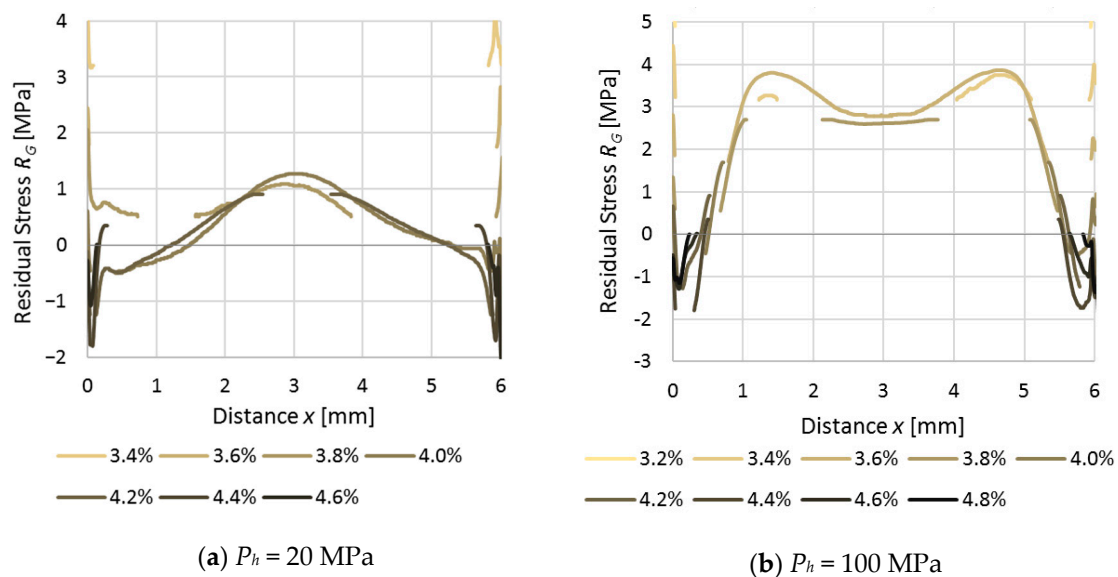 4
3
2
1
0
−1
−2
Residual Stress R_G [MPa]
0 1 2 3 4 5 6
Distance x [mm]
3.4% 3.6% 3.8% 4.0%
4.2% 4.4% 4.6%
(a) P_h = 20 MPa
5
4
3
2
1
0
-1
-2
-3
Residual Stress R_G [MPa]
0 1 2 3 4 5 6
Distance x [mm]
3.2% 3.4% 3.6% 3.8% 4.0%
4.2% 4.4% 4.6% 4.8%
(b) P_h = 100 MPa